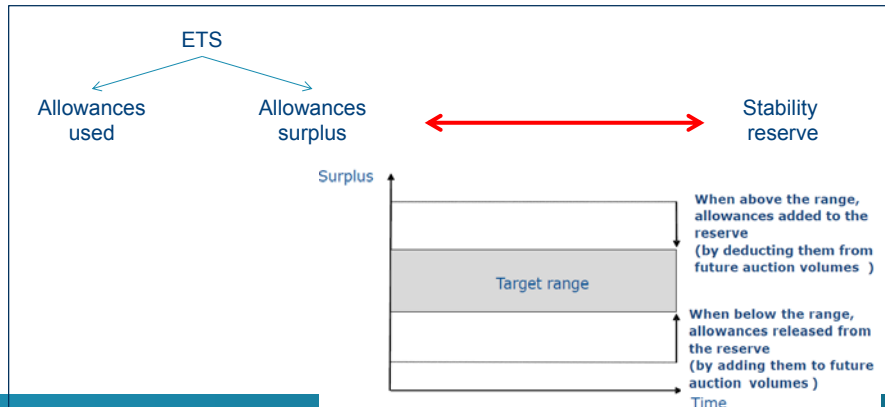 ETS
Allowances
used
Allowances
surplus
Stability
reserve
Surplus
When above the range,
allowances added to the
reserve
(by deducting them from
future auction volumes )
Target range
When below the range,
allowances released from
the reserve
(by adding them to future
auction volumes )
Time